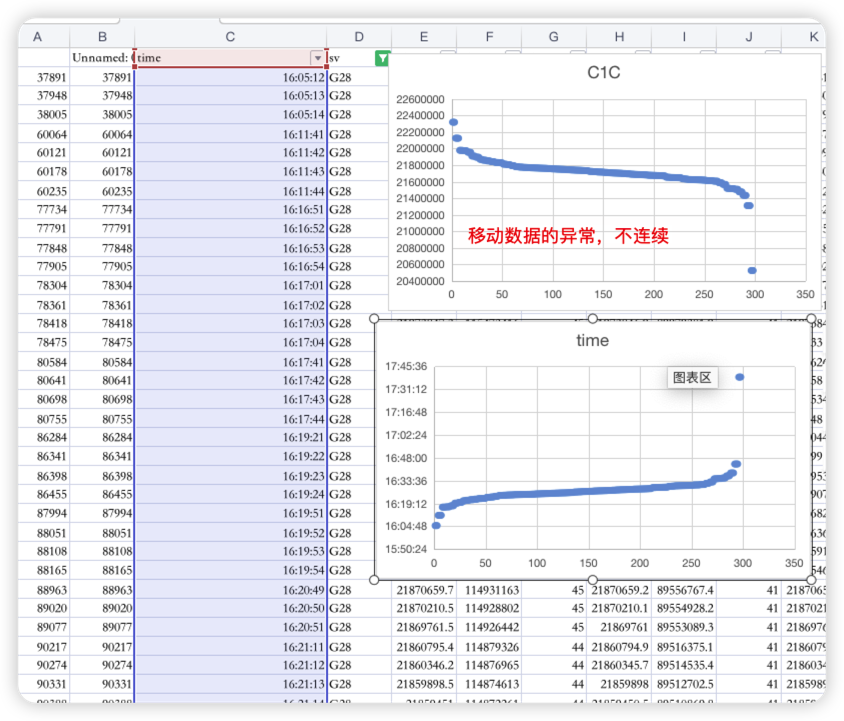 A B C D E F G H I J K
Unnamed: time sv
37891 37891 16:05:12 G28
37948 37948 16:05:13 G28
38005 38005 16:05:14 G28
60064 60064 16:11:41 G28
60121 60121 16:11:42 G28
60178 60178 16:11:43 G28
60235 60235 16:11:44 G28
77734 77734 16:16:51 G28
77791 77791 16:16:52 G28
77848 77848 16:16:53 G28
77905 77905 16:16:54 G28
78304 78304 16:17:01 G28
78361 78361 16:17:02 G28
78418 78418 16:17:03 G28
78475 78475 16:17:04 G28
80584 80584 16:17:41 G28
80641 80641 16:17:42 G28
80698 80698 16:17:43 G28
80755 80755 16:17:44 G28
86284 86284 16:19:21 G28
86341 86341 16:19:22 G28
86398 86398 16:19:23 G28
86455 86455 16:19:24 G28
87994 87994 16:19:51 G28
88051 88051 16:19:52 G28
88108 88108 16:19:53 G28
88165 88165 16:19:54 G28
88963 88963 16:20:49 G28 21870659.7 114931163 45 21870659.2 89556767.4 41
89020 89020 16:20:50 G28 21870210.5 114928802 45 21870210.1 89554928.2 41
89077 89077 16:20:51 G28 21869761.5 114926442 45 21869761 89553089.3 41
90217 90217 16:21:11 G28 21860795.4 114879326 44 21860794.9 89516375.1 41
90274 90274 16:21:12 G28 21860346.2 114876965 44 21860345.7 89514535.4 41
90331 90331 16:21:13 G28 21859898.5 114874613 44 21859898 89512702.5 41
C1C
22600000
22400000
22200000
22000000
21800000
21600000
21400000
21200000
21000000
20800000
20600000
20400000
0 50 100 150 200 250 300 350
移动数据的异常，不连续
time
17:45:36
17:31:12
17:16:48
17:02:24
16:48:00
16:33:36
16:19:12
16:04:48
15:50:24
0 50 100 150 200 250 300 350
图表区